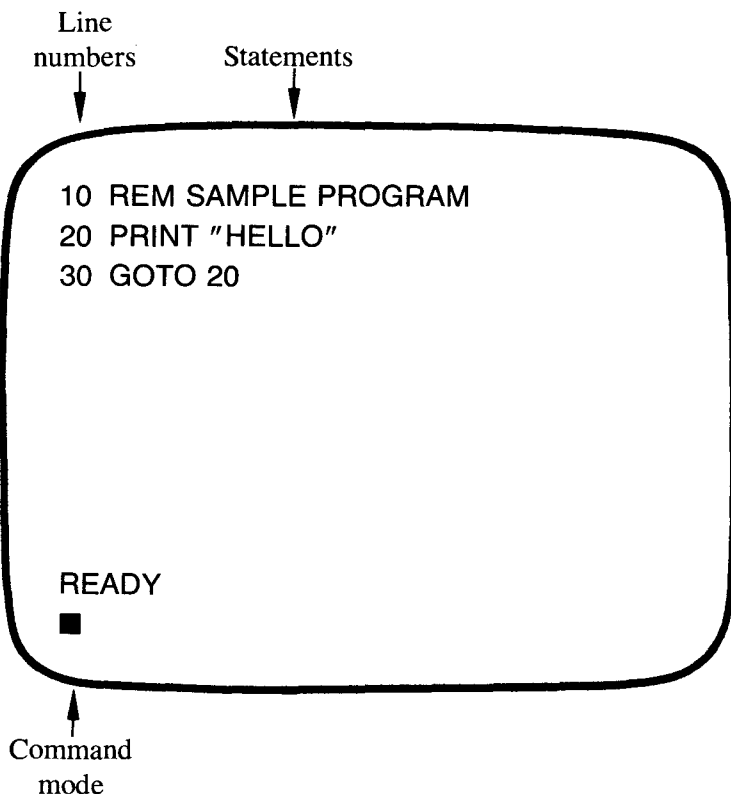 Line
numbers
Statements
10 REM SAMPLE PROGRAM
20 PRINT "HELLO"
30 GOTO 20
READY
Command
mode